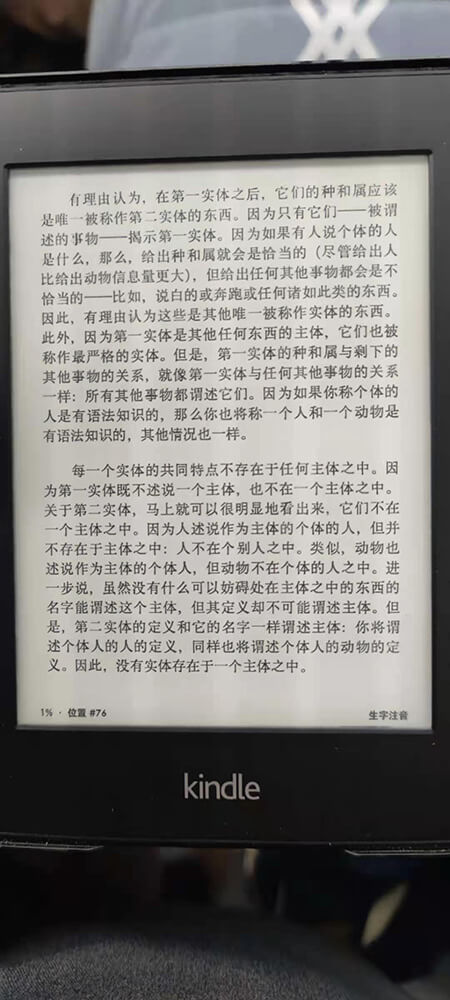 有理由认为，在第一实体之后，它们的种和属应该
是唯一被称作第二实体的东西。因为只有它们——被谓
述的事物——揭示第一实体。因为如果有人说个体的人
是什么，那么，给出种和属就会是恰当的（尽管给出人
比给出动物信息量更大），但给出任何其他事物都会是不
恰当的——比如，说白的或奔跑或任何诸如此类的东西。
因此，有理由认为这些是其他唯一被称作实体的东西。
此外，因为第一实体是其他任何东西的主体，它们也被
称作最严格的实体。但是，第一实体的种和属与剩下的
其他事物的关系，就像第一实体与任何其他事物的关系
一样：所有其他事物都谓述它们。因为如果你称个体的
人是有语法知识的，那么你也将称一个人和一个动物是
有语法知识的，其他情况也一样。
每一个实体的共同特点不存在于任何主体之中。因
为第一实体既不述说一个主体，也不在一个主体之中。
关于第二实体，马上就可以很明显地看出来，它们不在
一个主体之中。因为人述说作为主体的个体的人，但并
不存在于主体之中：人不在个别人之中。类似，动物也
述说作为主体的个体人，但动物不在个体的人之中。进
一步说，虽然没有什么可以妨碍处在主体之中的东西的
名字能谓述这个主体，但其定义却不可能谓述主体。但
是，第二实体的定义和它的名字一样谓述主体：你将谓
述个体人的人的定义，同样也将谓述个体人的动物的定
义。因此，没有实体存在于一个主体之中。
1% · 位置 #76 生字注音
kindle